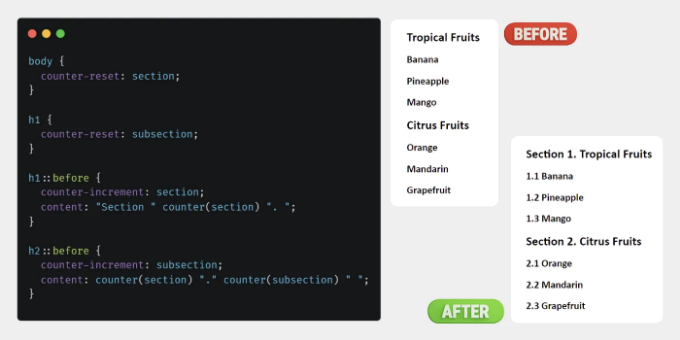 body {
  counter-reset: section;
}
h1 {
  counter-reset: subsection;
}
h1::before {
  counter-increment: section;
  content: "Section " counter(section) ". ";
}
h2::before {
  counter-increment: subsection;
  content: counter(section) "." counter(subsection) " ";
}
BEFORE
Tropical Fruits
Banana
Pineapple
Mango
Citrus Fruits
Orange
Mandarin
Grapefruit
AFTER
Section 1. Tropical Fruits
1.1 Banana
1.2 Pineapple
1.3 Mango
Section 2. Citrus Fruits
2.1 Orange
2.2 Mandarin
2.3 Grapefruit